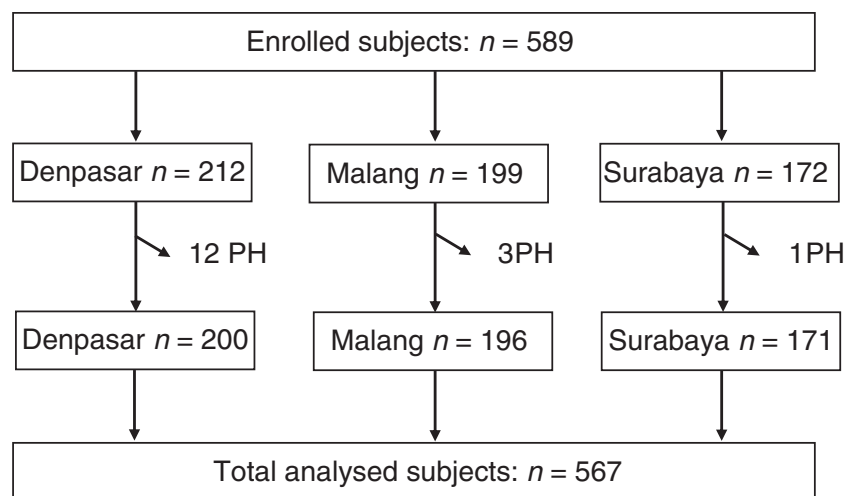 Enrolled subjects: n = 589
Denpasar n = 212
Malang n = 199
Surabaya n = 172
12 PH
3PH
1PH
Denpasar n = 200
Malang n = 196
Surabaya n = 171
Total analysed subjects: n = 567